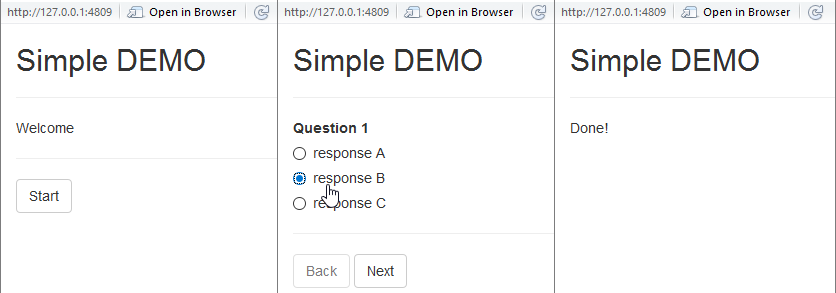 http://127.0.0.1:4809 Open in Browser
Simple DEMO
Welcome
Start
http://127.0.0.1:4809 Open in Browser
Simple DEMO
Question 1
response A
response B
response C
Back Next
http://127.0.0.1:4809 Open in Browser
Simple DEMO
Done!